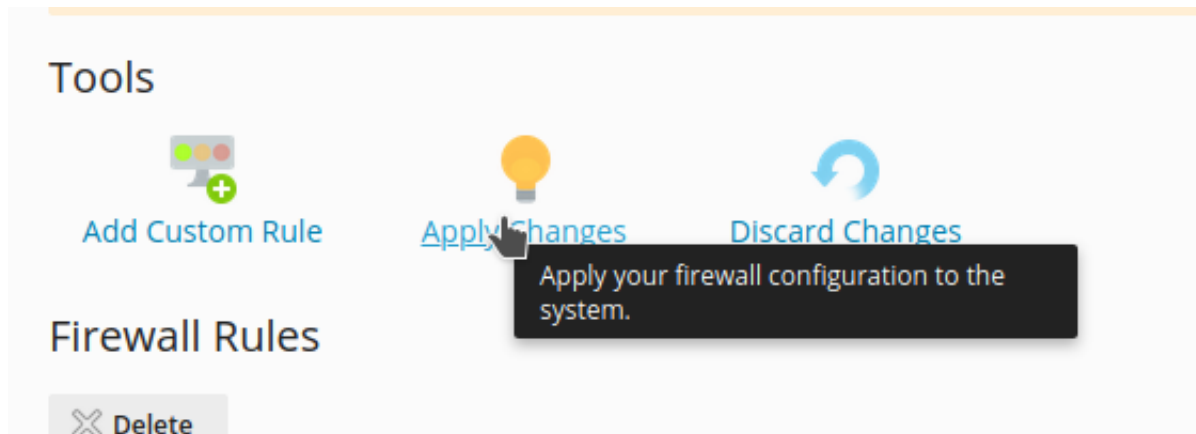 Tools
Add Custom Rule
Apply Changes
Discard Changes
Apply your firewall configuration to the
system.
Firewall Rules
Delete